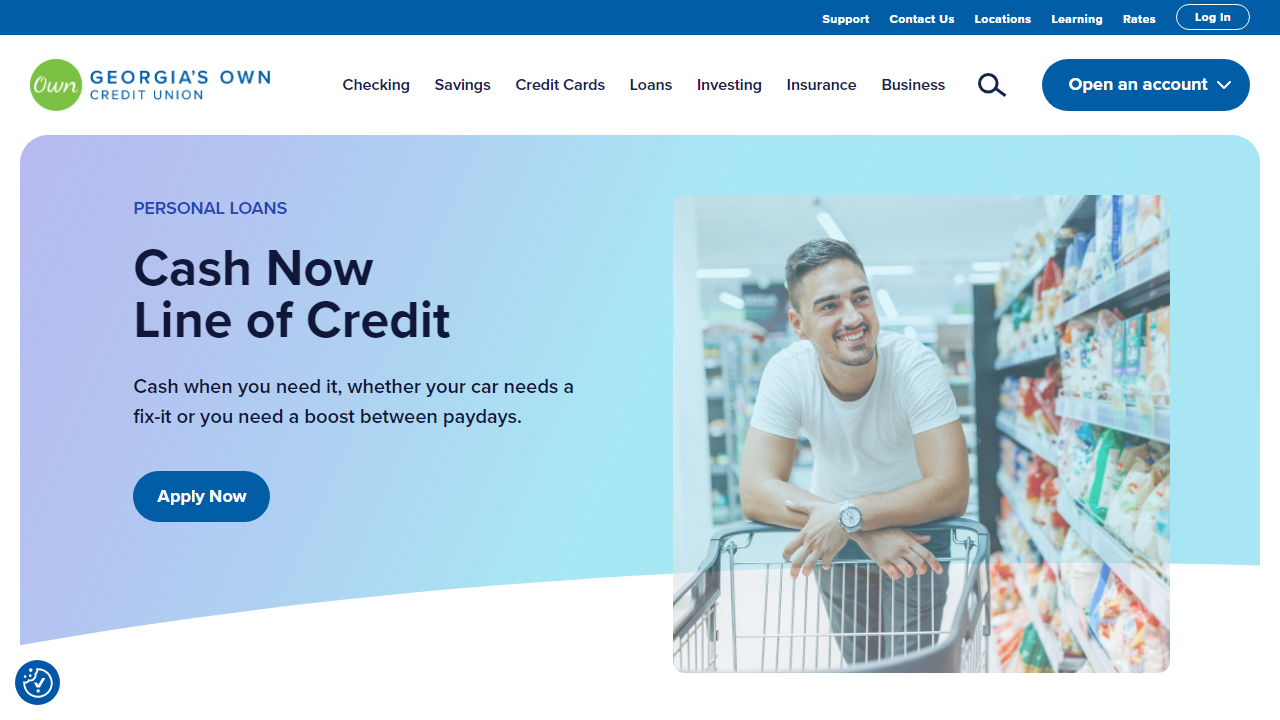 Support Contact Us Locations Learning Rates Log In
Own GEORGIA'S OWN
CREDIT UNION
Checking Savings Credit Cards Loans Investing Insurance Business Open an account
PERSONAL LOANS
Cash Now
Line of Credit
Cash when you need it, whether your car needs a
fix-it or you need a boost between paydays.
Apply Now